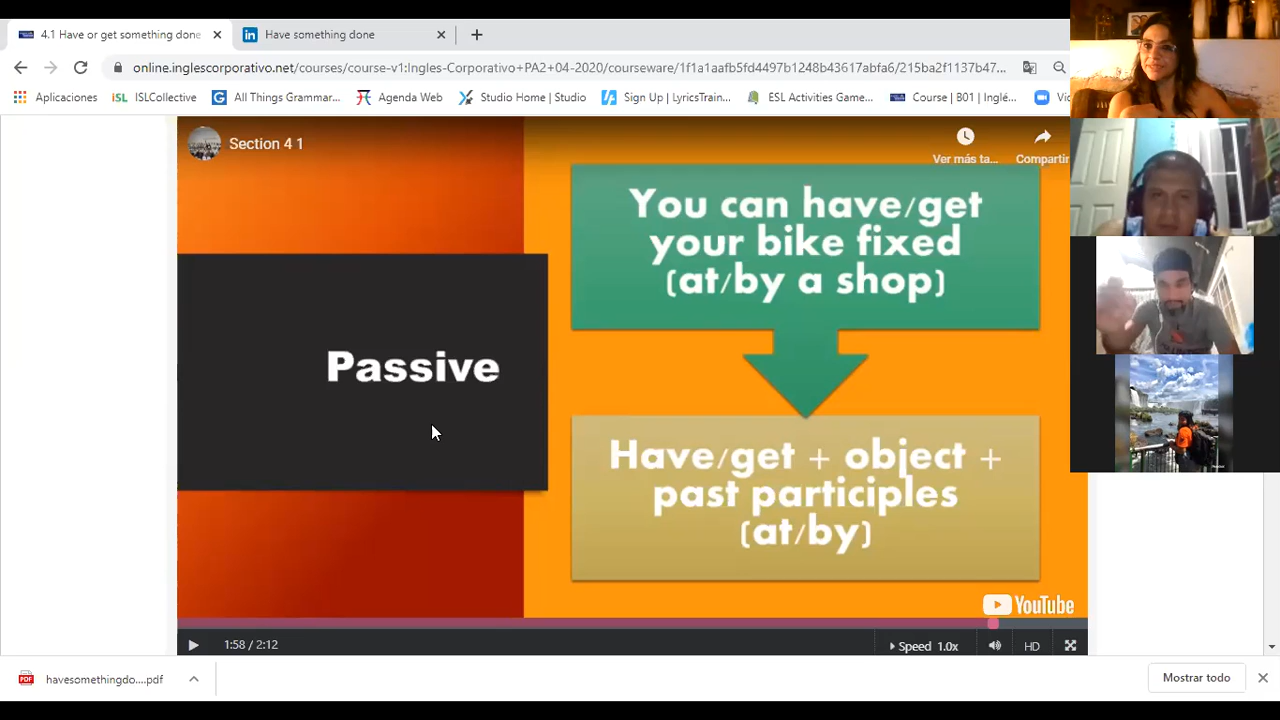 4.1 Have or get something done
Have something done
online.inglescorporativo.net/courses/course-v1:Ingles-Corporativo+PA2+04-2020/courseware/1f1a1aafb5fd4497b1248b43617abfa6/215ba2f1137b47...
Aplicaciones
ISLCollective
All Things Grammar...
Agenda Web
Studio Home | Studio
Sign Up | LyricsTrain...
ESL Activities Game...
Course | B01 | Inglé...
Section 4 1
Ver más ta...
Compartir
You can have/get
your bike fixed
(at/by a shop)
Passive
Have/get + object +
past participles
(at/by)
YouTube
1:58 / 2:12
Speed 1.0x
HD
havesomethingdo....pdf
Mostrar todo